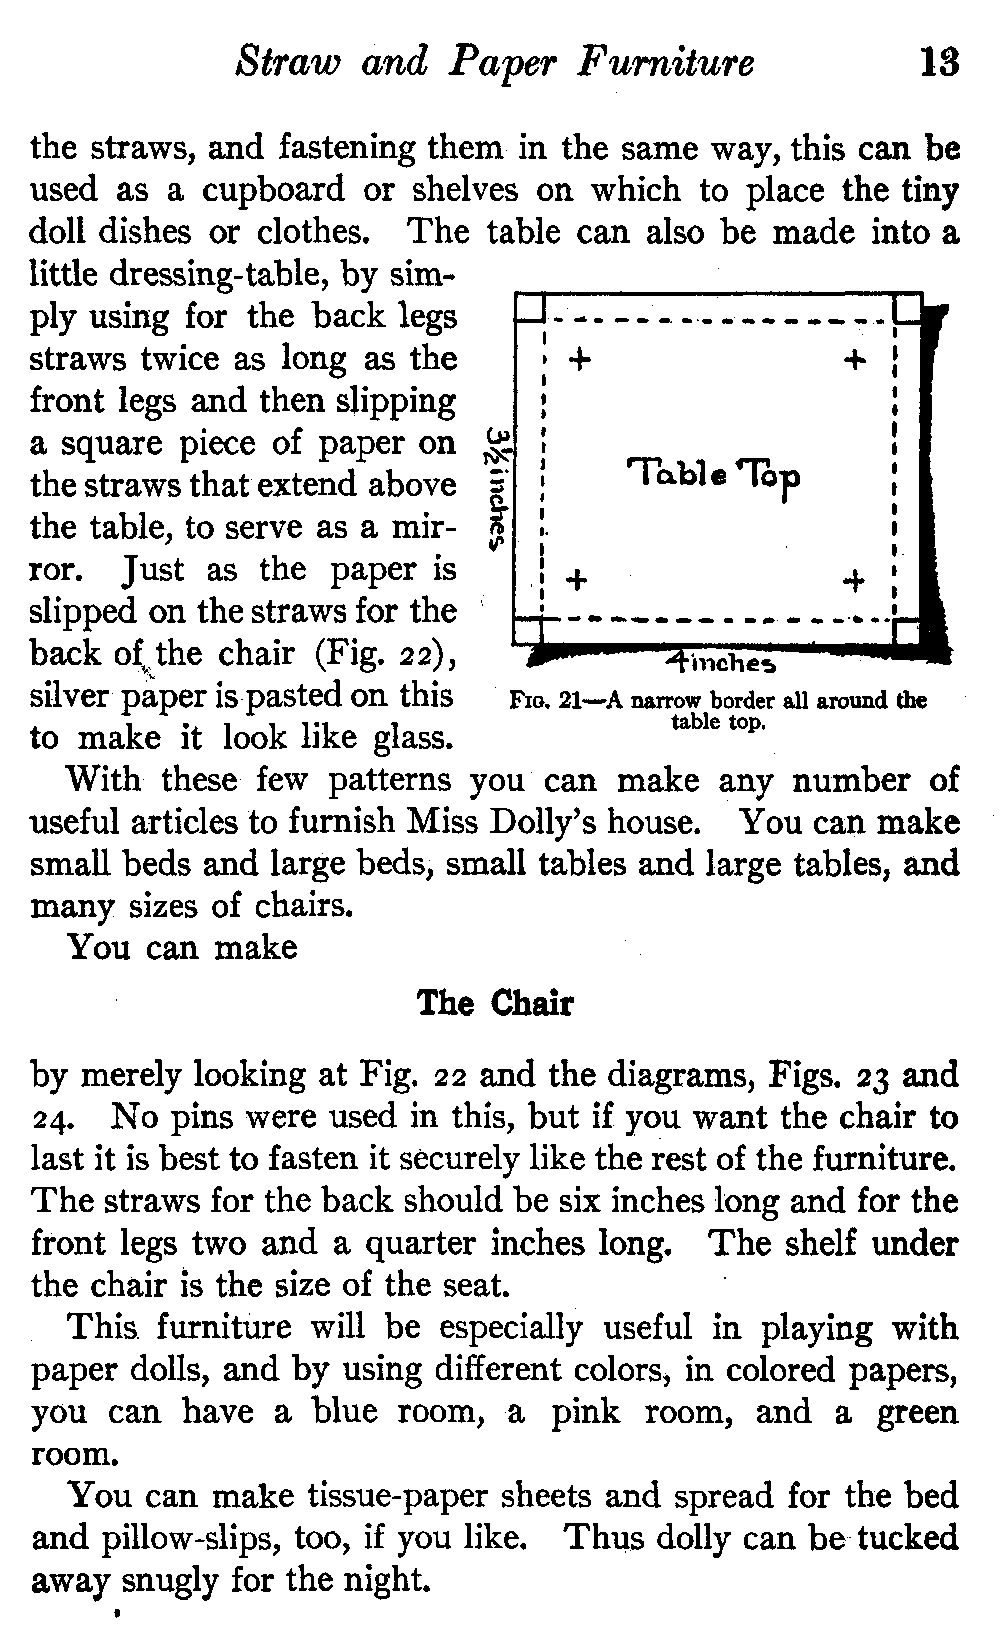 Straw and Paper Furniture 13
the straws, and fastening them in the same way, this can be
used as a cupboard or shelves on which to place the tiny
doll dishes or clothes. The table can also be made into a
little dressing-table, by sim-
ply using for the back legs
straws twice as long as the
front legs and then slipping
a square piece of paper on
the straws that extend above
the table, to serve as a mir-
ror. Just as the paper is
slipped on the straws for the
back of the chair (Fig. 22),
silver paper is pasted on this
to make it look like glass.
3½ inches
Table Top
4 inches
Fig. 21—A narrow border all around the
table top.
With these few patterns you can make any number of
useful articles to furnish Miss Dolly's house. You can make
small beds and large beds, small tables and large tables, and
many sizes of chairs.
You can make
The Chair
by merely looking at Fig. 22 and the diagrams, Figs. 23 and
24. No pins were used in this, but if you want the chair to
last it is best to fasten it securely like the rest of the furniture.
The straws for the back should be six inches long and for the
front legs two and a quarter inches long. The shelf under
the chair is the size of the seat.
This furniture will be especially useful in playing with
paper dolls, and by using different colors, in colored papers,
you can have a blue room, a pink room, and a green
room.
You can make tissue-paper sheets and spread for the bed
and pillow-slips, too, if you like. Thus dolly can be tucked
away snugly for the night.